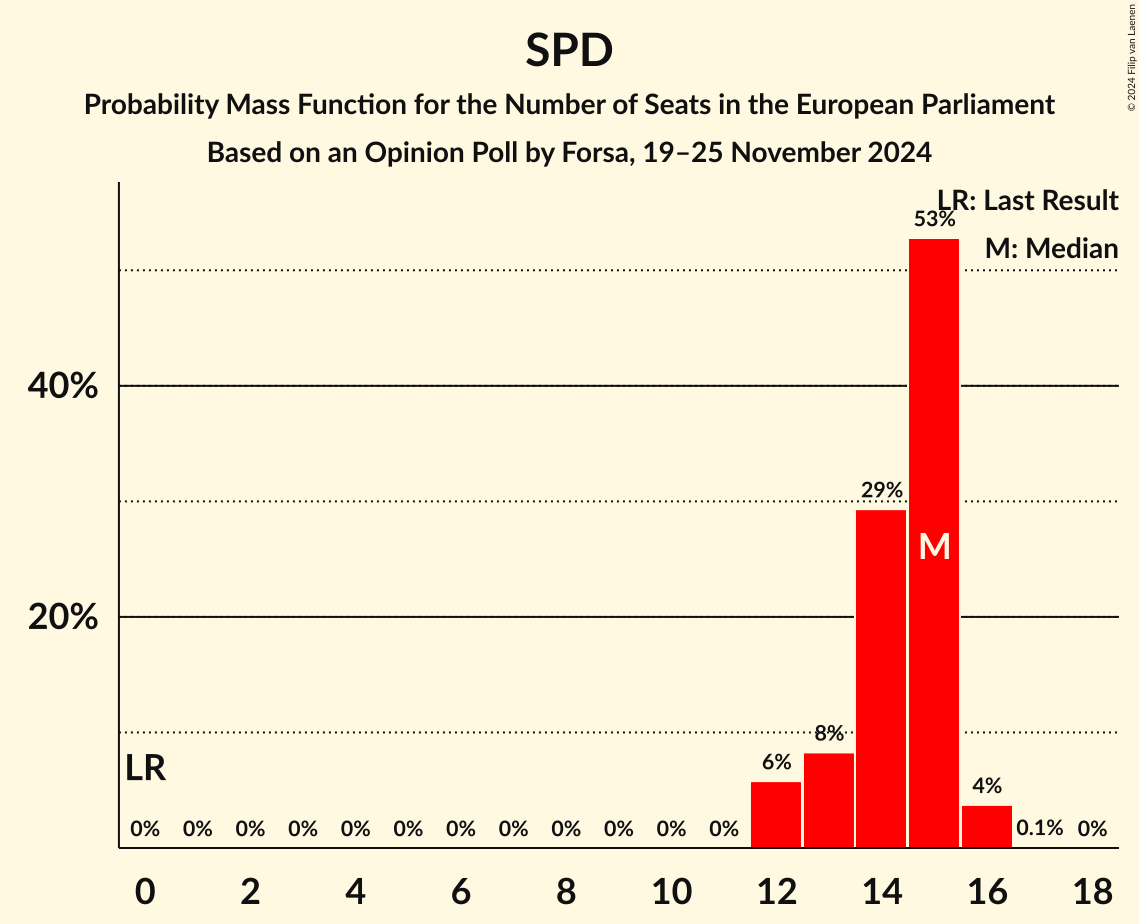 SPD
Probability Mass Function for the Number of Seats in the European Parliament
Based on an Opinion Poll by Forsa, 19–25 November 2024
© 2024 Filip van Laenen
LR: Last Result
M: Median
53%
40%
29%
M
20%
LR
8%
6%
4%
0% 0% 0% 0% 0% 0% 0% 0% 0% 0% 0% 0% 0.1% 0%
0 2 4 6 8 10 12 14 16 18